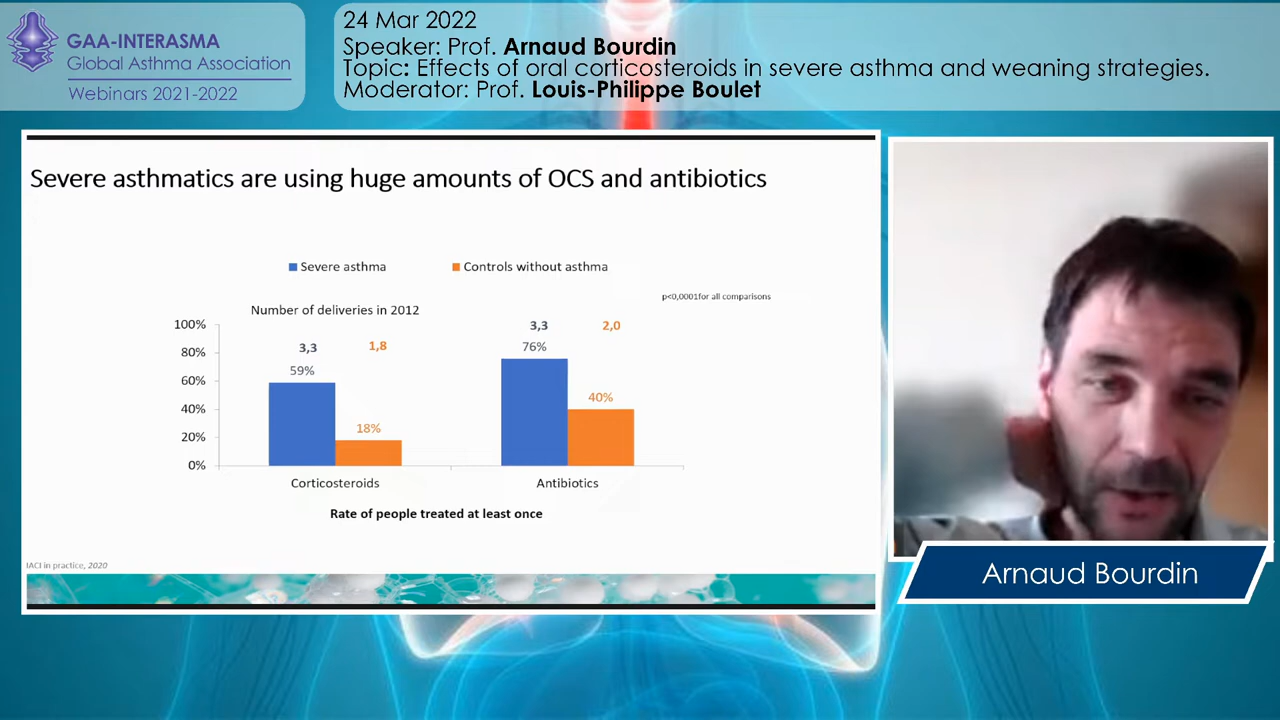 GAA-INTERASMA
Global Asthma Association
Webinars 2021-2022
24 Mar 2022
Speaker: Prof. Arnaud Bourdin
Topic: Effects of oral corticosteroids in severe asthma and weaning strategies.
Moderator: Prof. Louis-Philippe Boulet
Severe asthmatics are using huge amounts of OCS and antibiotics
Severe asthma Controls without asthma
p<0,0001for all comparisons
Number of deliveries in 2012
100%
80%
60%
40%
20%
0%
3,3 1,8 3,3 2,0
59% 18% 76% 40%
Corticosteroids Antibiotics
Rate of people treated at least once
IACI in practice, 2020
Arnaud Bourdin